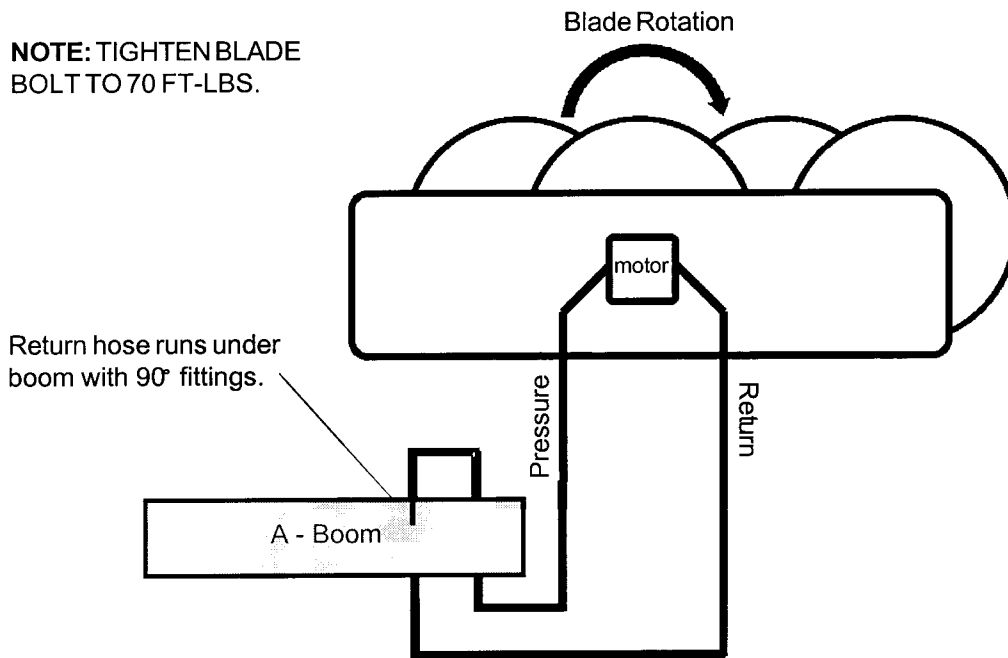 Blade Rotation
NOTE: TIGHTEN BLADE
BOLT TO 70 FT-LBS.
motor
Return hose runs under
boom with 90° fittings.
Pressure
Return
A - Boom